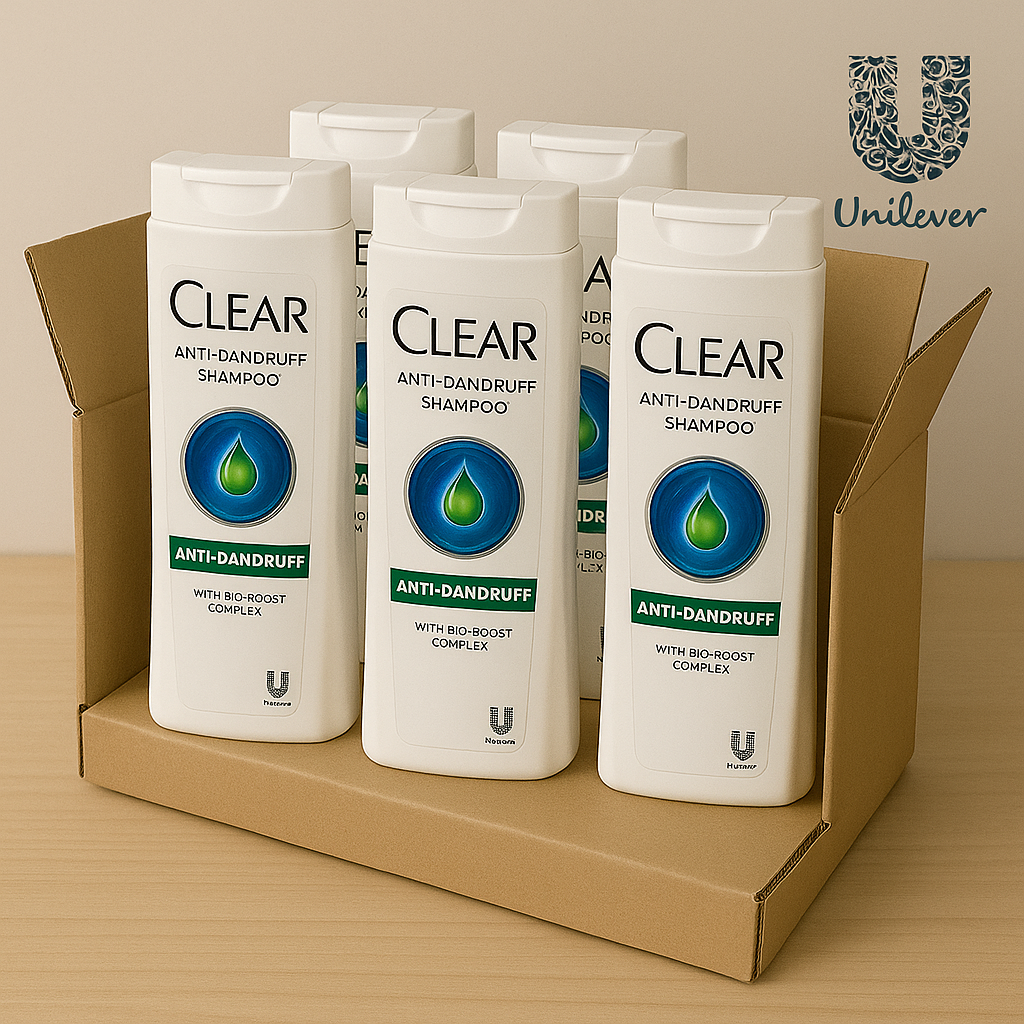 Unilever
CLEAR
ANTI-DANDRUFF
SHAMPOO
ANTI-DANDRUFF
WITH BIO-ROOST
COMPLEX
CLEAR
ANTI-DANDRUFF
SHAMPOO
ANTI-DANDRUFF
WITH BIO-BOOST
COMPLEX
CLEAR
ANTI-DANDRUFF
SHAMPOO
ANTI-DANDRUFF
WITH BIO-ROOST
COMPLEX